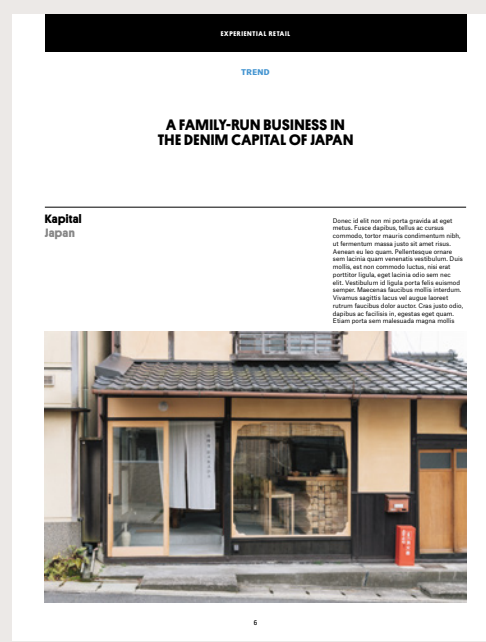 EXPERIENTIAL RETAIL
TREND
A FAMILY-RUN BUSINESS IN
THE DENIM CAPITAL OF JAPAN
Kapital
Japan
Donec id elit non mi porta gravida at eget
metus. Fusce dapibus, tellus ac cursus
commodo, tortor mauris condimentum nibh,
ut fermentum massa justo sit amet risus.
Aenean eu leo quam. Pellentesque ornare
sem lacinia quam venenatis vestibulum. Duis
mollis, est non commodo luctus, nisi erat
porttitor ligula, eget lacinia odio sem nec
elit. Vestibulum id ligula porta felis euismod
semper. Maecenas faucibus mollis interdum.
Vivamus sagittis lacus vel augue laoreet
rutrum faucibus dolor auctor. Cras justo odio,
dapibus ac facilisis in, egestas eget quam.
Etiam porta sem malesuada magna mollis
6